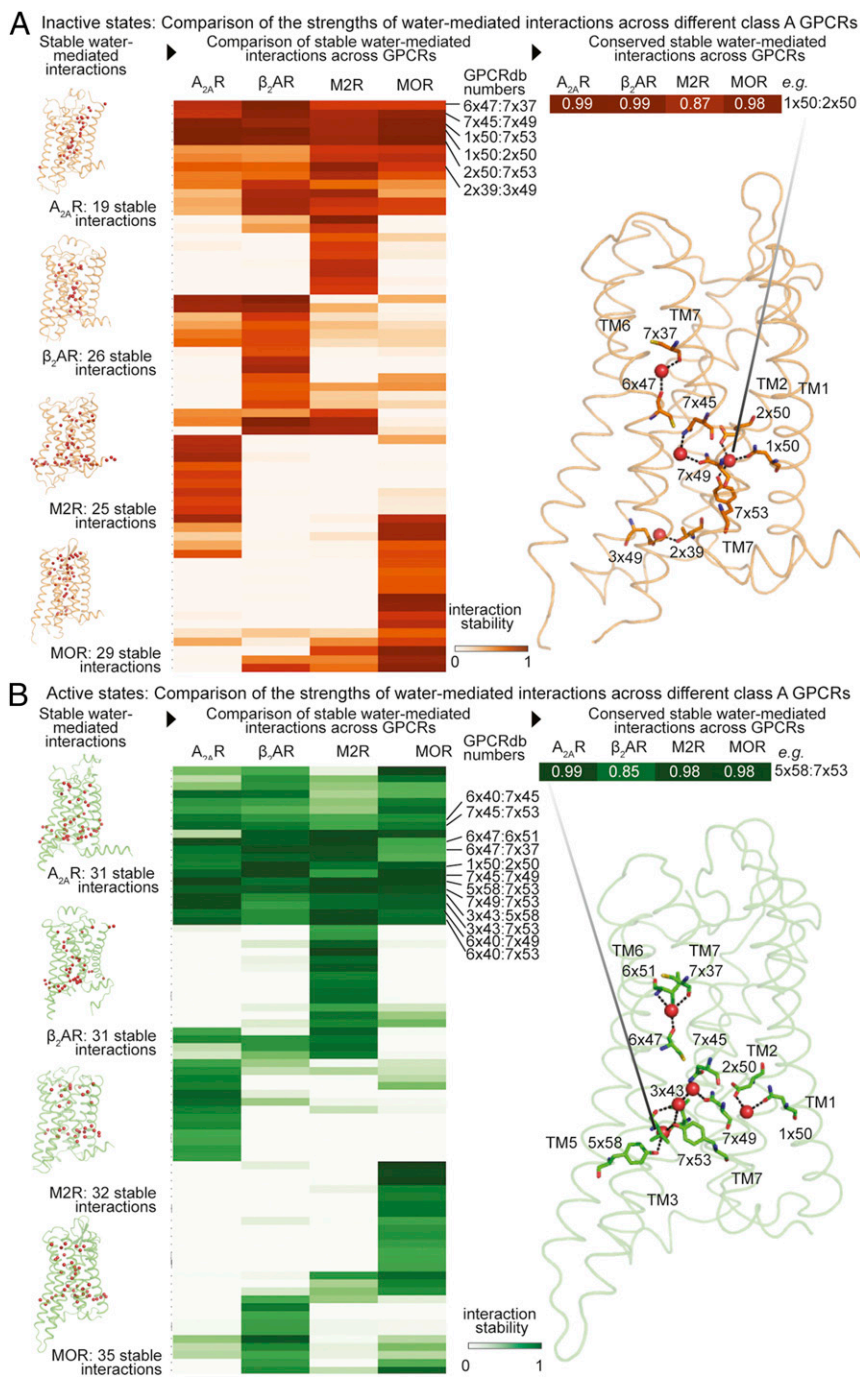 A Inactive states: Comparison of the strengths of water-mediated interactions across different class A GPCRs
Stable water-
mediated
interactions
Comparison of stable water-mediated
interactions across GPCRs
Conserved stable water-mediated
interactions across GPCRs
A2AR β2AR M2R MOR
GPCRdb
numbers
A2AR β2AR M2R MOR e.g.
0.99 0.99 0.87 0.98 1x50:2x50
6x47:7x37
7x45:7x49
1x50:7x53
1x50:2x50
2x50:7x53
2x39:3x49
A2AR: 19 stable
interactions
β2AR: 26 stable
interactions
M2R: 25 stable
interactions
MOR: 29 stable
interactions
interaction
stability
0 1
TM6
TM7
7x37
6x47
7x45
TM2
TM1
2x50
1x50
7x49
7x53
3x49
2x39
TM7
B Active states: Comparison of the strengths of water-mediated interactions across different class A GPCRs
Stable water-
mediated
interactions
Comparison of stable water-mediated
interactions across GPCRs
Conserved stable water-mediated
interactions across GPCRs
A2AR β2AR M2R MOR
GPCRdb
numbers
A2AR β2AR M2R MOR e.g.
0.99 0.85 0.98 0.98 5x58:7x53
6x40:7x45
7x45:7x53
6x47:6x51
6x47:7x37
1x50:2x50
7x45:7x49
5x58:7x53
7x49:7x53
3x43:5x58
3x43:7x53
6x40:7x49
6x40:7x53
A2AR: 31 stable
interactions
β2AR: 31 stable
interactions
M2R: 32 stable
interactions
MOR: 35 stable
interactions
interaction
stability
0 1
TM6 TM7
6x51 7x37
6x47 7x45
2x50 TM2
3x43
TM1
TM5 5x58
7x49 1x50
7x53 TM7
TM3